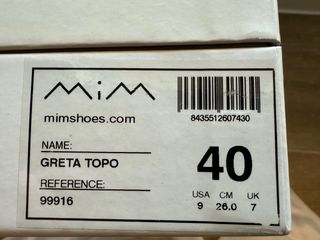 MiM
mimshoes.com
8435512607430
NAME:
GRETA TOPO
REFERENCE:
99916
40
USA CM UK
9 26.0 7